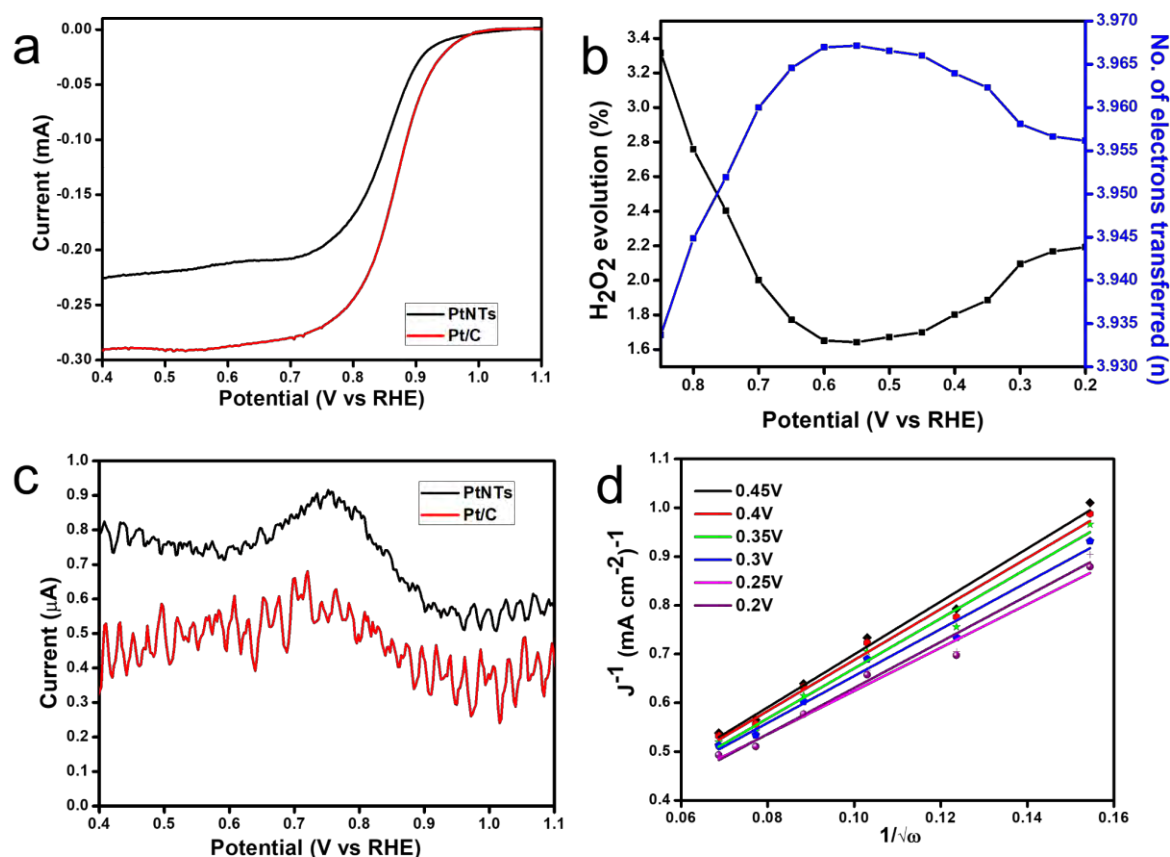 a
0.00
-0.05
-0.10
-0.15
-0.20
-0.25
-0.30
Current (mA)
PtNTs
Pt/C
0.4 0.5 0.6 0.7 0.8 0.9 1.0 1.1
Potential (V vs RHE)
b
3.4
3.2
3.0
2.8
2.6
2.4
2.2
2.0
1.8
1.6
H2O2 evolution (%)
3.970
3.965
3.960
3.955
3.950
3.945
3.940
3.935
3.930
No. of electrons transferred (n)
0.8 0.7 0.6 0.5 0.4 0.3 0.2
Potential (V vs RHE)
c
1.0
0.9
0.8
0.7
0.6
0.5
0.4
0.3
0.2
0.1
0.0
Current (μA)
PtNTs
Pt/C
0.4 0.5 0.6 0.7 0.8 0.9 1.0 1.1
Potential (V vs RHE)
d
1.1
1.0
0.9
0.8
0.7
0.6
0.5
0.4
J-1 (mA cm-2)-1
0.45V
0.4V
0.35V
0.3V
0.25V
0.2V
0.06 0.08 0.10 0.12 0.14 0.16
1/√ω